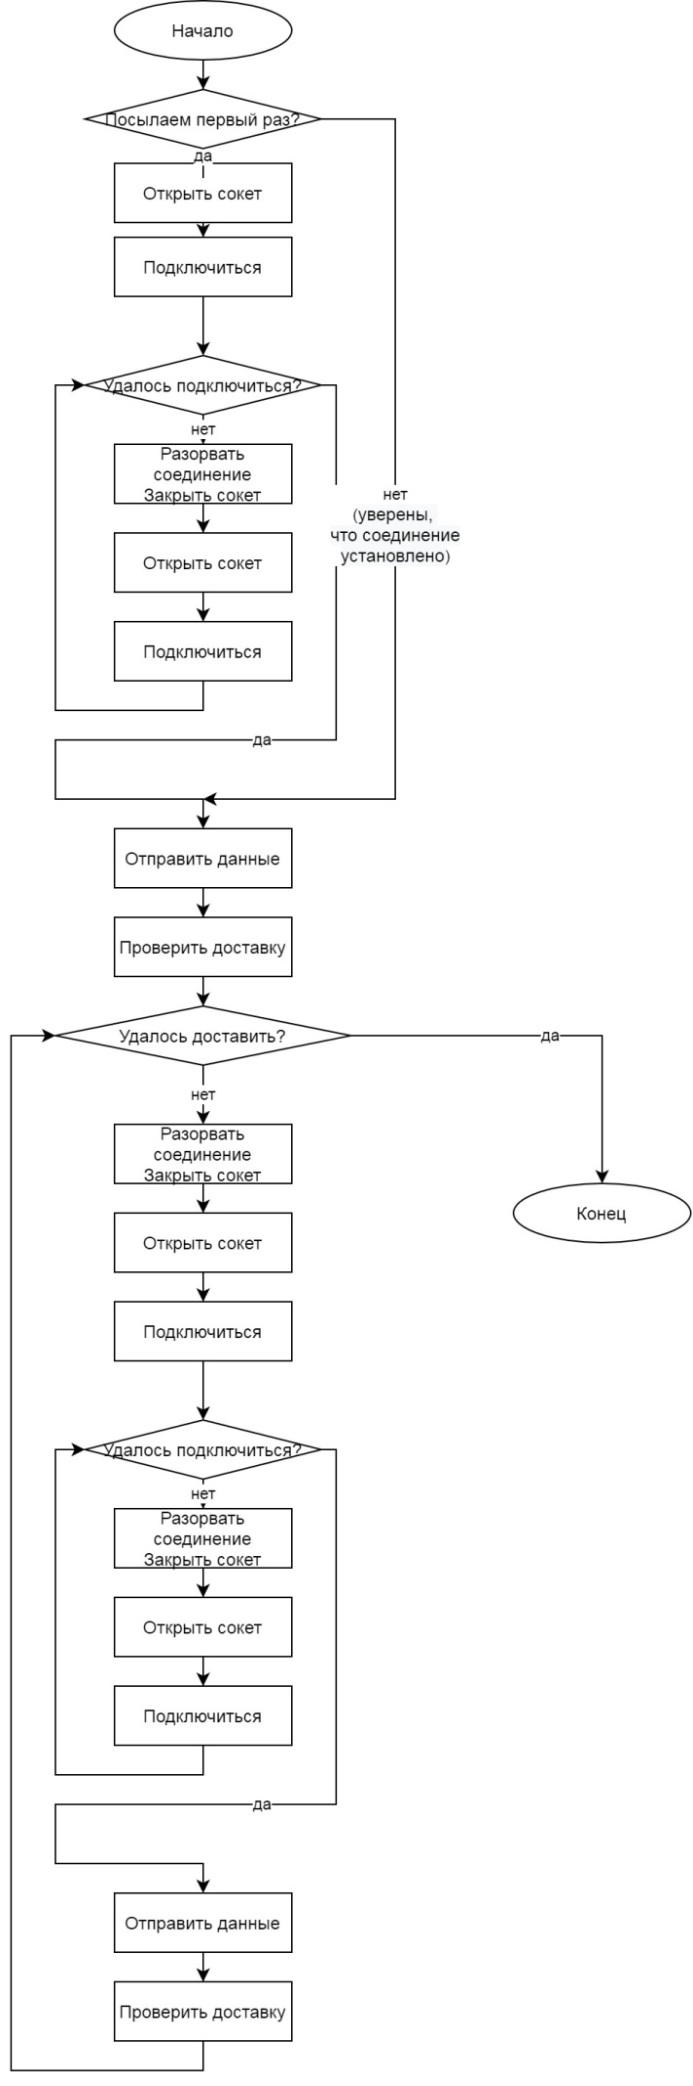 Начало
Посылаем первый раз?
да
Открыть сокет
Подключиться
Удалось подключиться?
нет
Разорвать
соединение
Закрыть сокет
нет
(уверены,
что соединение
установлено)
Открыть сокет
Подключиться
да
Отправить данные
Проверить доставку
Удалось доставить?
да
нет
Разорвать
соединение
Закрыть сокет
Конец
Открыть сокет
Подключиться
Удалось подключиться?
нет
Разорвать
соединение
Закрыть сокет
Открыть сокет
Подключиться
да
Отправить данные
Проверить доставку